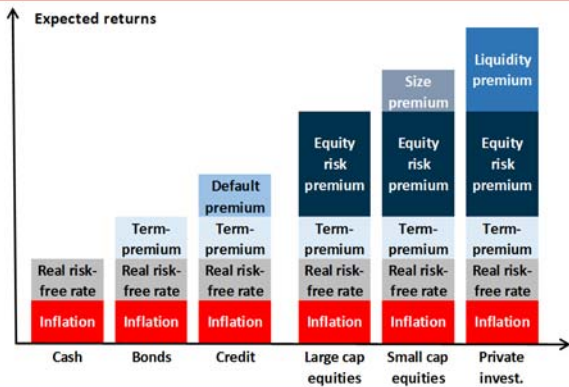 Expected returns
Liquidity
premium
Size
premium
Equity
risk
premium
Equity
risk
premium
Equity
risk
premium
Default
premium
Term-
premium
Term-
premium
Term-
premium
Term-
premium
Term-
premium
Real risk-
free rate
Real risk-
free rate
Real risk-
free rate
Real risk-
free rate
Real risk-
free rate
Real risk-
free rate
Inflation
Inflation
Inflation
Inflation
Inflation
Inflation
Cash
Bonds
Credit
Large cap
equities
Small cap
equities
Private
invest.